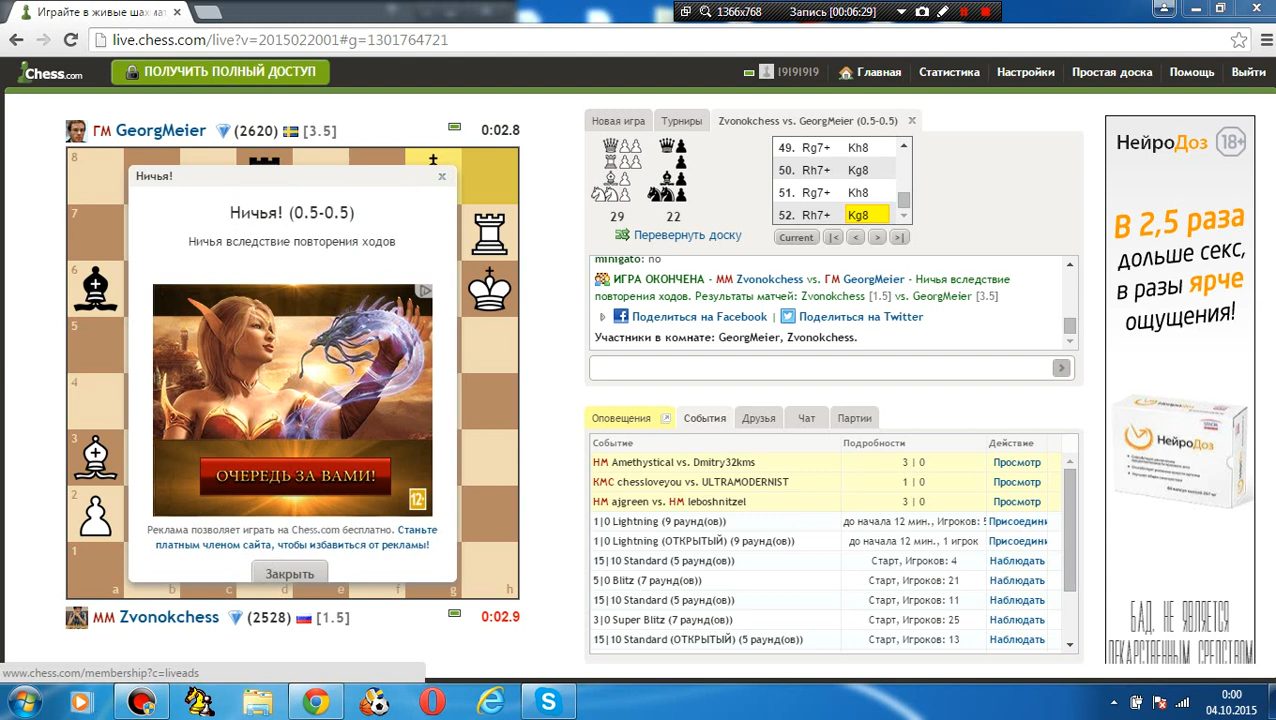 Играйте в живые шахмат
1366x768
Запись [00:06:29]
live.chess.com/live?v=2015022001#g=1301764721
Chess.com
ПОЛУЧИТЬ ПОЛНЫЙ ДОСТУП
19191919
Главная
Статистика
Настройки
Простая доска
Помощь
Выйти
ГМ GeorgMeier (2620) [3.5]
0:02.8
8
7
6
5
4
3
2
1
a b c d e f g h
Ничья!
Ничья! (0.5-0.5)
Ничья вследствие повторения ходов
ОЧЕРЕДЬ ЗА ВАМИ!
12+
Реклама позволяет играть на Chess.com бесплатно. Станьте
платным членом сайта, чтобы избавиться от рекламы!
Закрыть
ММ Zvonokchess (2528) [1.5]
0:02.9
Новая игра
Турниры
Zvonokchess vs. GeorgMeier (0.5-0.5)
29
22
Перевернуть доску
49. Rg7+ Kh8
50. Rd7+ Kg8
51. Rg7+ Kh8
52. Rh7+ Kg8
Current |< < > >|
minigato: no
ИГРА ОКОНЧЕНА - ММ Zvonokchess vs. ГМ GeorgMeier - Ничья вследствие
повторения ходов. Результаты матчей: Zvonokchess [1.5] vs. GeorgMeier [3.5]
Поделиться на Facebook | Поделиться на Twitter
Участники в комнате: GeorgMeier, Zvonokchess.
Оповещения
События
Друзья
Чат
Партии
Событие Подробности Действие
НМ Amethystical vs. Dmitry32kms 3 | 0 Просмотр
КМС chessloveyou vs. ULTRAMODERNIST 1 | 0 Просмотр
НМ ajgreen vs. НМ leboshnitzel 3 | 0 Просмотр
1|0 Lightning (9 раунд(ов)) до начала 12 мин., Игроков: 5 Присоедини
1|0 Lightning (ОТКРЫТЫЙ) (9 раунд(ов)) до начала 12 мин., 1 игрок Присоедини
15|10 Standard (5 раунд(ов)) Старт, Игроков: 4 Наблюдать
5|0 Blitz (7 раунд(ов)) Старт, Игроков: 21 Наблюдать
15|10 Standard (5 раунд(ов)) Старт, Игроков: 11 Наблюдать
3|0 Super Blitz (7 раунд(ов)) Старт, Игроков: 25 Наблюдать
15|10 Standard (ОТКРЫТЫЙ) (5 раунд(ов)) Старт, Игроков: 13 Наблюдать
НейроДоз 18+
В 2,5 раза
дольше секс,
в разы ярче
ощущения!
НейроДоз
БАД. НЕ ЯВЛЯЕТСЯ
ЛЕКАРСТВЕННЫМ СРЕДСТВОМ
www.chess.com/membership?c=liveads
0:00
04.10.2015